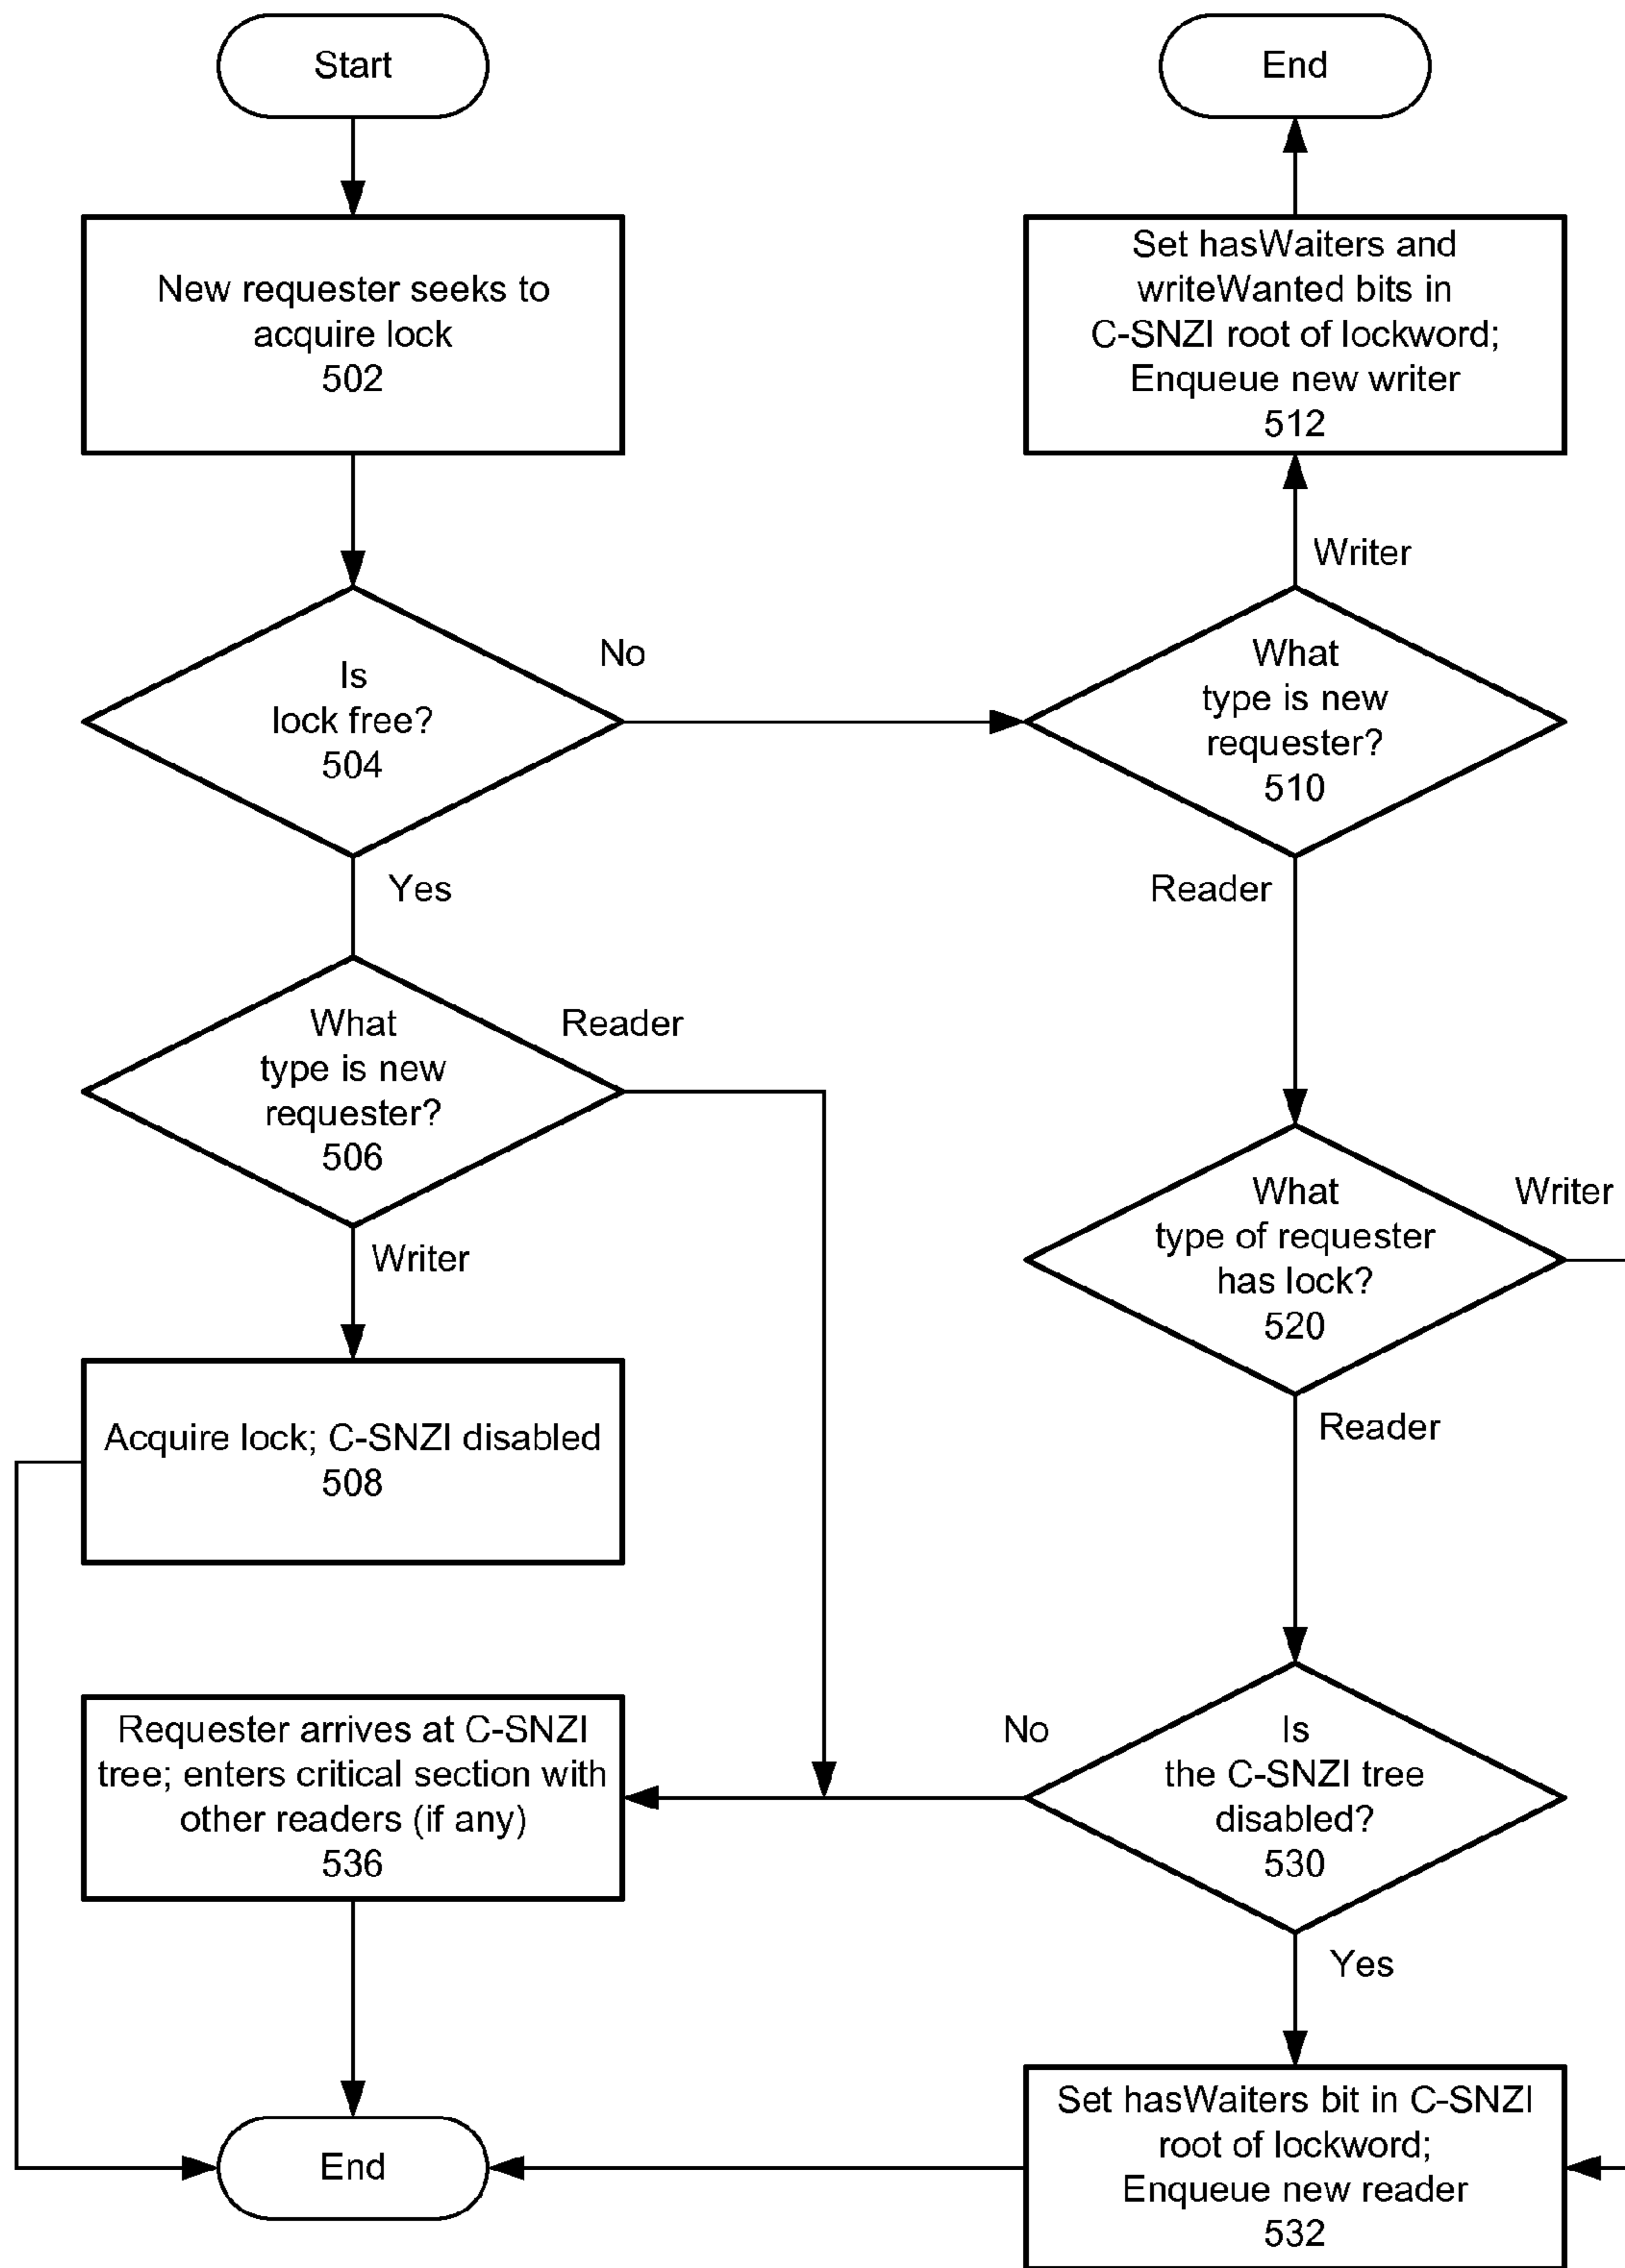 Start
New requester seeks to
acquire lock
502
Is
lock free?
504
No
Yes
What
type is new
requester?
506
Reader
Writer
Acquire lock; C-SNZI disabled
508
Requester arrives at C-SNZI
tree; enters critical section with
other readers (if any)
536
End
End
Set hasWaiters and
writeWanted bits in
C-SNZI root of lockword;
Enqueue new writer
512
Writer
What
type is new
requester?
510
Reader
What
type of requester
has lock?
520
Writer
Reader
No
Is
the C-SNZI tree
disabled?
530
Yes
Set hasWaiters bit in C-SNZI
root of lockword;
Enqueue new reader
532